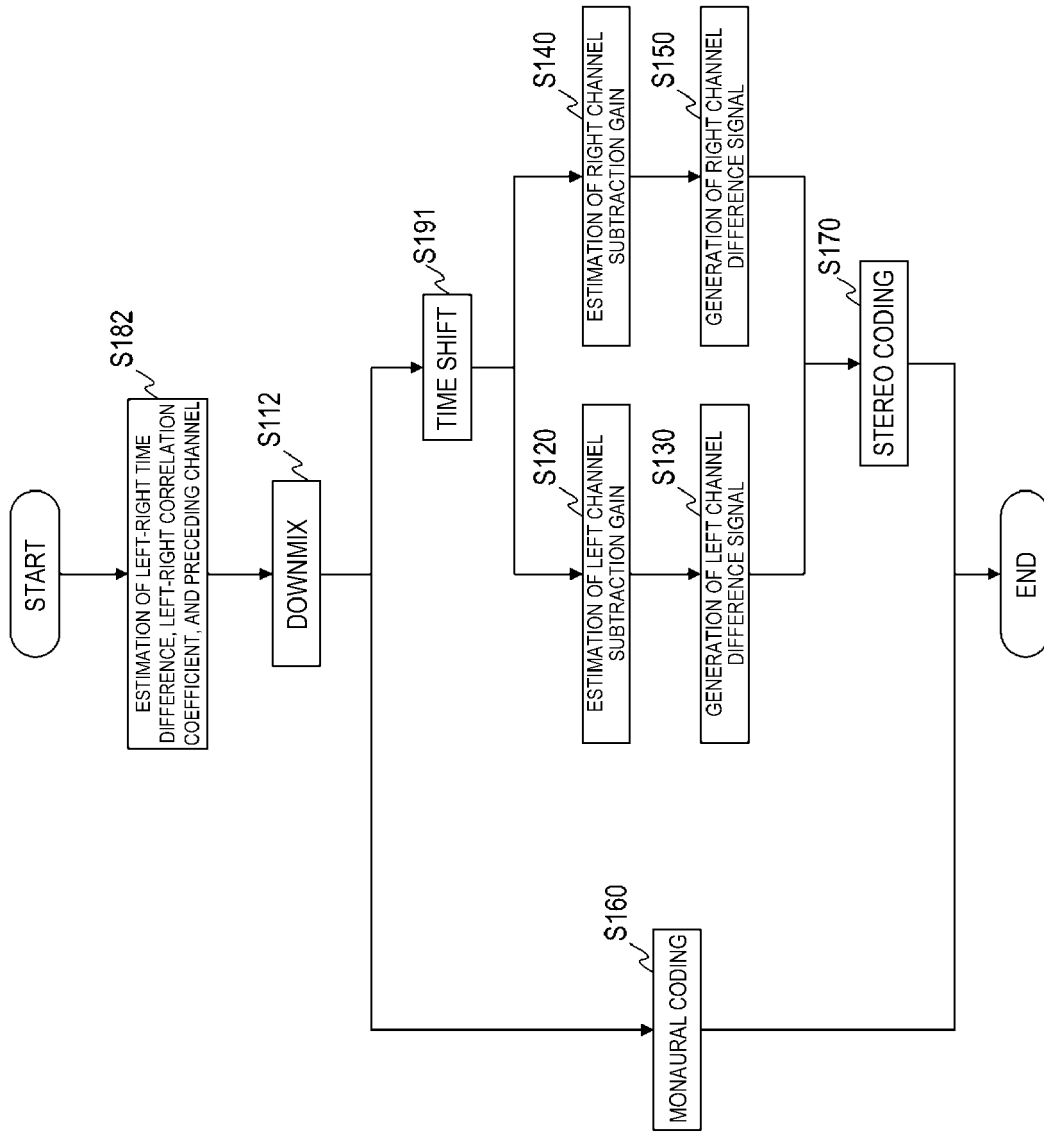 START
S182
ESTIMATION OF LEFT-RIGHT TIME
DIFFERENCE, LEFT-RIGHT CORRELATION
COEFFICIENT, AND PRECEDING CHANNEL
S112
DOWNMIX
S191
TIME SHIFT
S120
ESTIMATION OF LEFT CHANNEL
SUBTRACTION GAIN
S140
ESTIMATION OF RIGHT CHANNEL
SUBTRACTION GAIN
S160
MONAURAL CODING
S130
GENERATION OF LEFT CHANNEL
DIFFERENCE SIGNAL
S150
GENERATION OF RIGHT CHANNEL
DIFFERENCE SIGNAL
S170
STEREO CODING
END